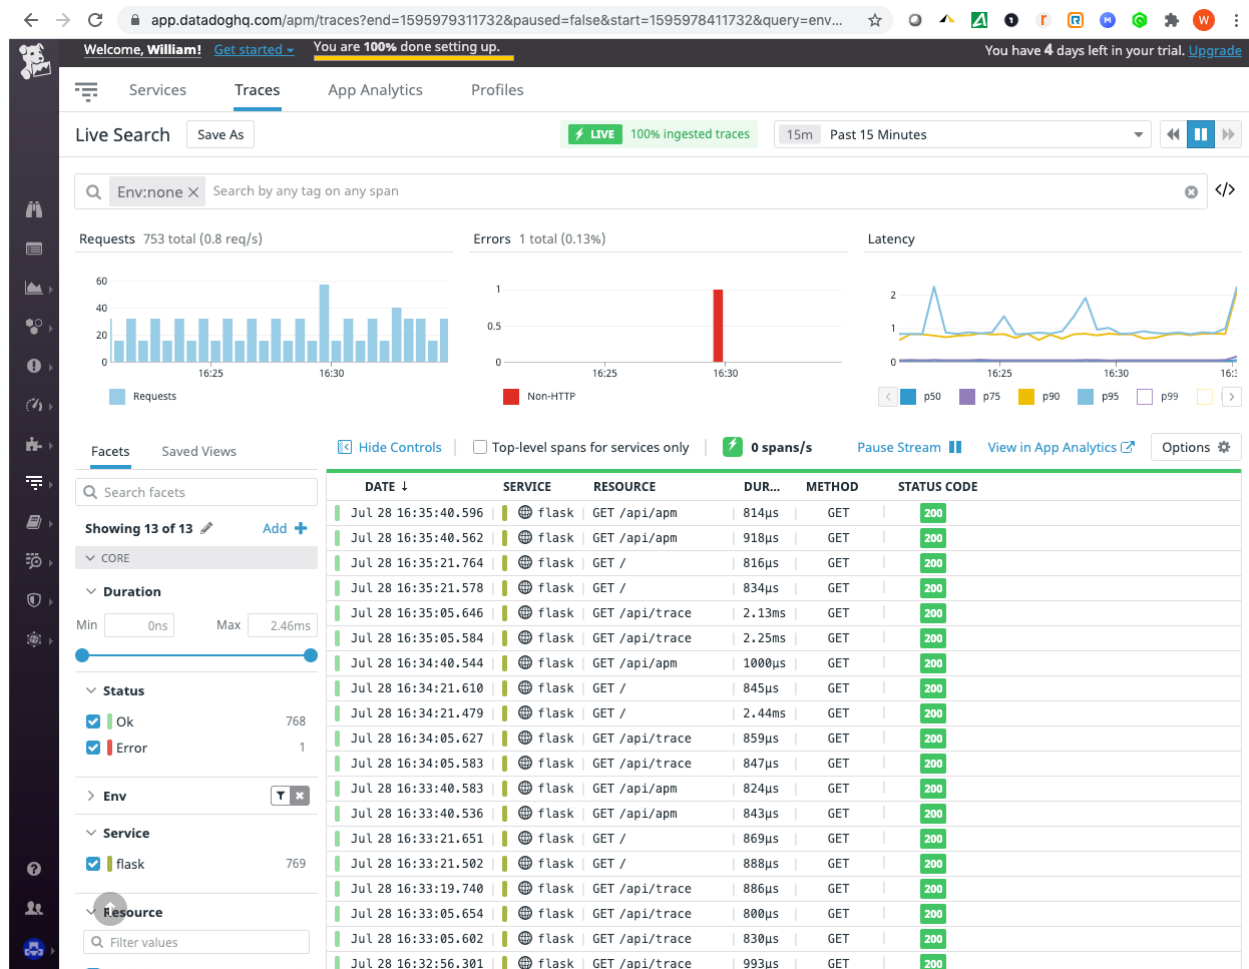 app.datadoghq.com/apm/traces?end=1595979311732&paused=false&start=1595978411732&query=env...
Welcome, William! Get started You are 100% done setting up. You have 4 days left in your trial. Upgrade
Services Traces App Analytics Profiles
Live Search Save As LIVE 100% ingested traces 15m Past 15 Minutes
Env:none Search by any tag on any span </>
Requests 753 total (0.8 req/s) Errors 1 total (0.13%) Latency
60
40
20
0
16:25 16:30
Requests
1
0.5
0
16:25 16:30
Non-HTTP
2
1
0
16:25 16:30 16:3
p50 p75 p90 p95 p99
Facets Saved Views
Hide Controls Top-level spans for services only 0 spans/s Pause Stream View in App Analytics Options
Search facets
Showing 13 of 13 Add +
CORE
Duration
Min 0ns Max 2.46ms
Status
Ok 768
Error 1
Env
Service
flask 769
Resource
Filter values
DATE ↓ SERVICE RESOURCE DUR... METHOD STATUS CODE
Jul 28 16:35:40.596 flask GET /api/apm 814µs GET 200
Jul 28 16:35:40.562 flask GET /api/apm 918µs GET 200
Jul 28 16:35:21.764 flask GET / 816µs GET 200
Jul 28 16:35:21.578 flask GET / 834µs GET 200
Jul 28 16:35:05.646 flask GET /api/trace 2.13ms GET 200
Jul 28 16:35:05.584 flask GET /api/trace 2.25ms GET 200
Jul 28 16:34:40.544 flask GET /api/apm 1000µs GET 200
Jul 28 16:34:21.610 flask GET / 845µs GET 200
Jul 28 16:34:21.479 flask GET / 2.44ms GET 200
Jul 28 16:34:05.627 flask GET /api/trace 859µs GET 200
Jul 28 16:34:05.583 flask GET /api/trace 847µs GET 200
Jul 28 16:33:40.583 flask GET /api/apm 824µs GET 200
Jul 28 16:33:40.536 flask GET /api/apm 843µs GET 200
Jul 28 16:33:21.651 flask GET / 869µs GET 200
Jul 28 16:33:21.502 flask GET / 888µs GET 200
Jul 28 16:33:19.740 flask GET /api/trace 886µs GET 200
Jul 28 16:33:05.654 flask GET /api/trace 800µs GET 200
Jul 28 16:33:05.602 flask GET /api/trace 830µs GET 200
Jul 28 16:32:56.301 flask GET /api/trace 993µs GET 200